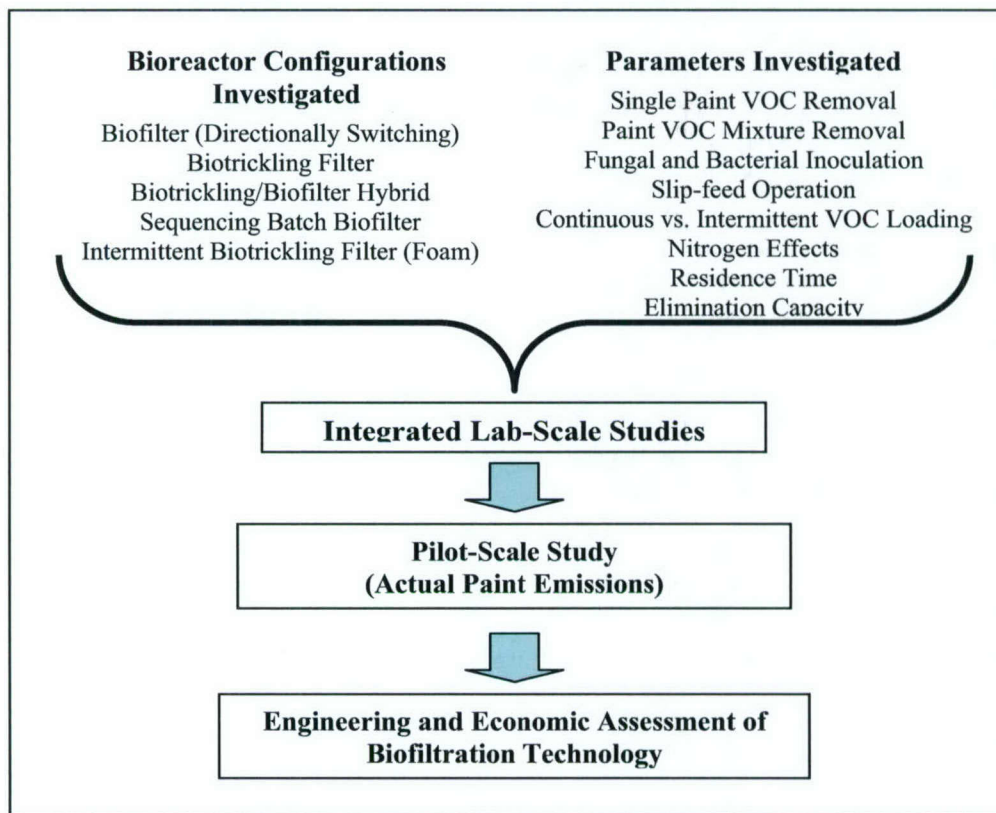 Bioreactor Configurations
Investigated
Biofilter (Directionally Switching)
Biotrickling Filter
Biotrickling/Biofilter Hybrid
Sequencing Batch Biofilter
Intermittent Biotrickling Filter (Foam)
Parameters Investigated
Single Paint VOC Removal
Paint VOC Mixture Removal
Fungal and Bacterial Inoculation
Slip-feed Operation
Continuous vs. Intermittent VOC Loading
Nitrogen Effects
Residence Time
Elimination Capacity
Integrated Lab-Scale Studies
Pilot-Scale Study
(Actual Paint Emissions)
Engineering and Economic Assessment of
Biofiltration Technology